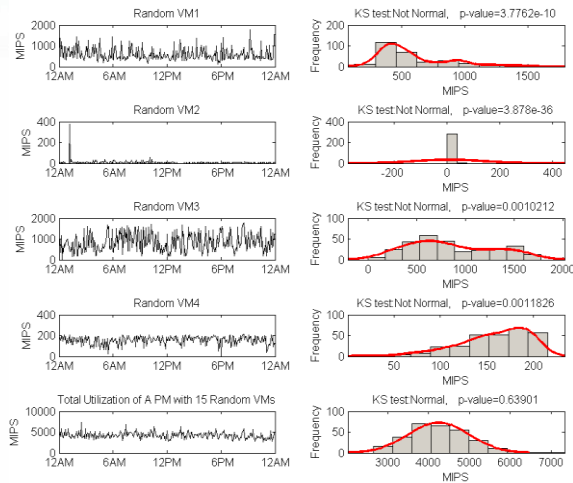 Random VM1
KS test:Not Normal, p-value=3.7762e-10
MIPS
2000
1000
0
12AM 6AM 12PM 6PM 12AM
Frequency
200
100
0
500 1000 1500
MIPS
Random VM2
KS test:Not Normal, p-value=3.878e-36
MIPS
400
200
0
12AM 6AM 12PM 6PM 12AM
Frequency
400
200
0
-200 0 200 400
MIPS
Random VM3
KS test:Not Normal, p-value=0.0010212
MIPS
2000
1000
0
12AM 6AM 12PM 6PM 12AM
Frequency
100
50
0
0 500 1000 1500 2000
MIPS
Random VM4
KS test:Not Normal, p-value=0.0011826
MIPS
400
200
0
12AM 6AM 12PM 6PM 12AM
Frequency
100
50
0
50 100 150 200
MIPS
Total Utilization of A PM with 15 Random VMs
KS test:Normal, p-value=0.63901
MIPS
10000
5000
0
12AM 6AM 12PM 6PM 12AM
Frequency
100
50
0
2000 3000 4000 5000 6000 7000
MIPS